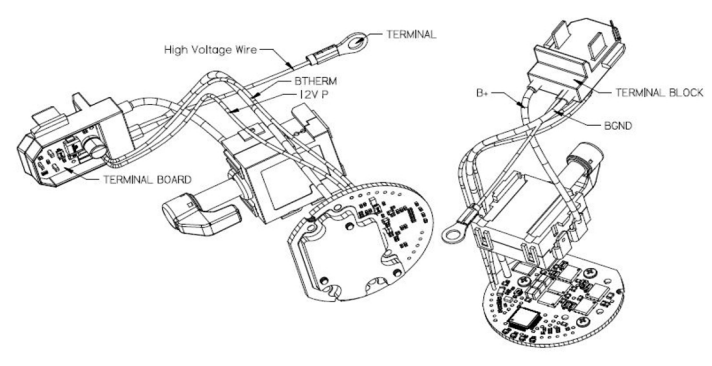 TERMINAL
High Voltage Wire
BTHERM
12V P
TERMINAL BOARD
B+
TERMINAL BLOCK
BGND